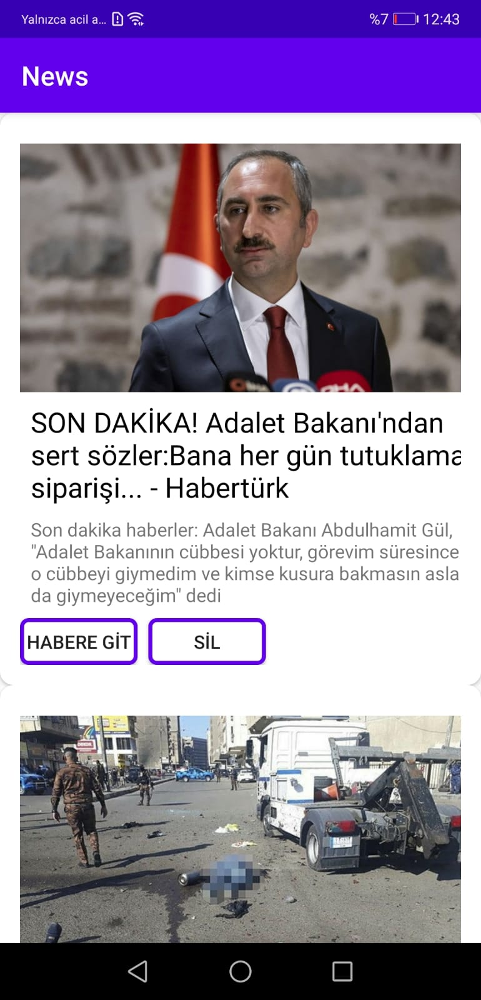 Yalnızca acil a... %7 12:43
News
SON DAKİKA! Adalet Bakanı'ndan
sert sözler:Bana her gün tutuklama
siparişi... - Habertürk
Son dakika haberler: Adalet Bakanı Abdulhamit Gül,
"Adalet Bakanının cübbesi yoktur, görevim süresince
o cübbeyi giymedim ve kimse kusura bakmasın asla
da giymeyeceğim" dedi
HABERE GİT SİL